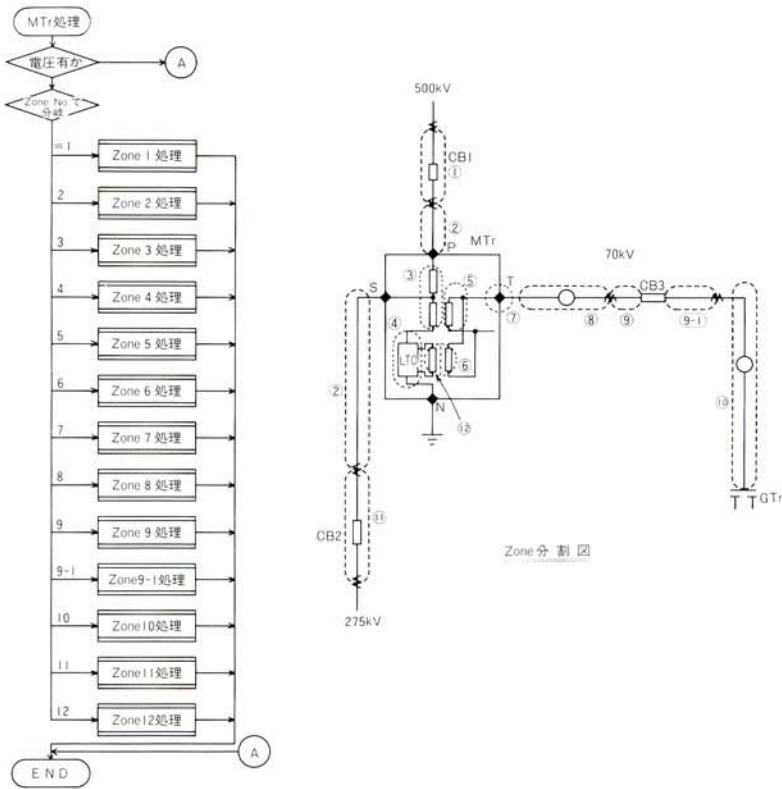 MTr処理
電圧有か
A
Zone No.で
分岐
=1
Zone 1 処理
2
Zone 2 処理
3
Zone 3 処理
4
Zone 4 処理
5
Zone 5 処理
6
Zone 6 処理
7
Zone 7 処理
8
Zone 8 処理
9
Zone 9 処理
9-1
Zone9-1処理
10
Zone10処理
11
Zone11処理
12
Zone12処理
A
END
500kV
CB1
①
②
P
MTr
70kV
③
⑤
S
T
CB3
④
⑦
⑧
⑨
⑨-1
LTC
⑥
②
N
⑫
⑩
GTr
CB2
⑪
Zone分割図
275kV